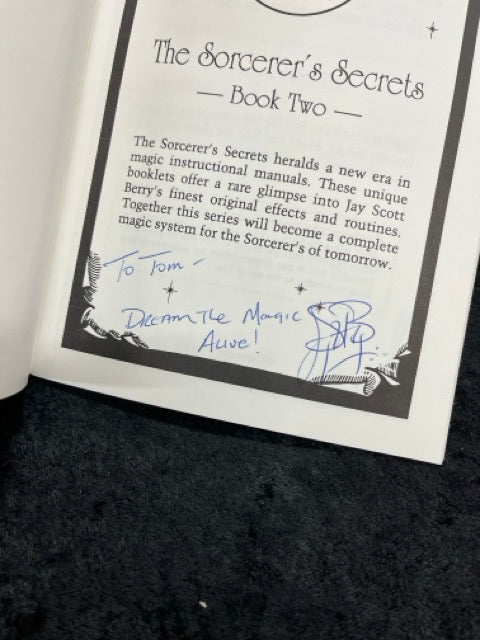 The Sorcerer's Secrets
— Book Two —
The Sorcerer's Secrets heralds a new era in
magic instructional manuals. These unique
booklets offer a rare glimpse into Jay Scott
Berry's finest original effects and routines.
Together this series will become a complete
magic system for the Sorcerer's of tomorrow.
To Tom -
Dream The Magic
Alive!